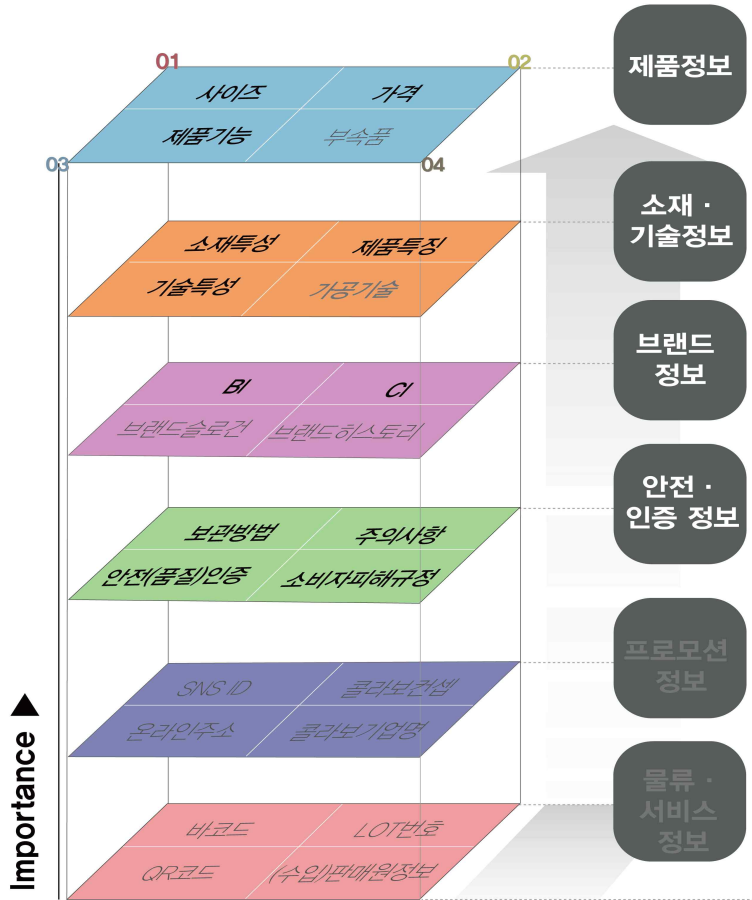 01
02
제품정보
사이즈
가격
제품기능
부속품
03
04
소재 ·
기술정보
소재특성
제품특징
기술특성
가공기술
브랜드
정보
BI
CI
브랜드슬로건
브랜드히스토리
안전 ·
인증 정보
보관방법
주의사항
안전(품질)인증
소비자피해규정
프로모션
정보
SNS ID
콜라보컨셉
온라인주소
콜라보기업명
물류 ·
서비스
정보
바코드
LOT번호
QR코드
(수입)판매원정보
Importance ▶